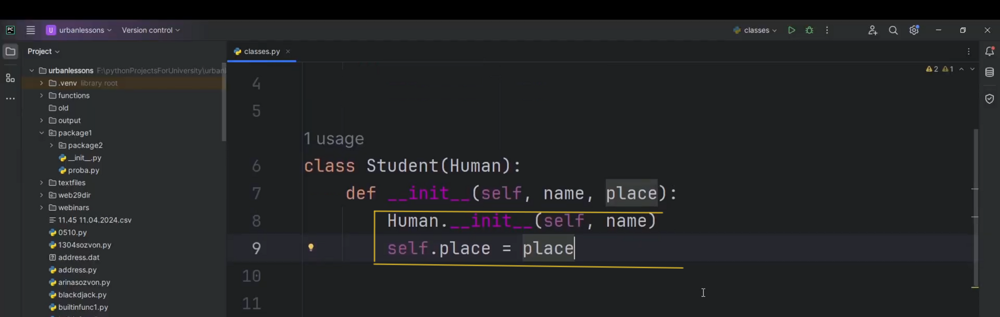 PC
U urbanlessons
Version control
classes
Project
classes.py
urbanlessons F:\pythonProjectsForUniversity\urban
.venv library root
functions
old
output
package1
package2
__init__.py
proba.py
textfiles
web29dir
webinars
11.45 11.04.2024.csv
0510.py
1304sozvon.py
address.dat
address.py
arinasozvon.py
blackdjack.py
builtinfunc1.py
2 1
4
5
1 usage
6 class Student(Human):
7 def __init__(self, name, place):
8 Human.__init__(self, name)
9 self.place = place
10
11